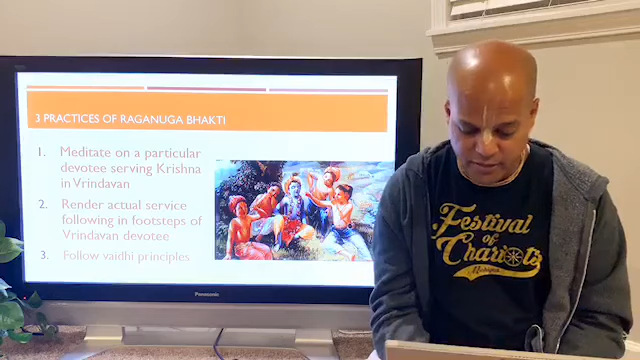 3 PRACTICES OF RAGANUGA BHAKTI
1. Meditate on a particular
devotee serving Krishna
in Vrindavan
2. Render actual service
following in footsteps of
Vrindavan devotee
3. Follow vaidhi principles
Panasonic
Festival
of
Chariots